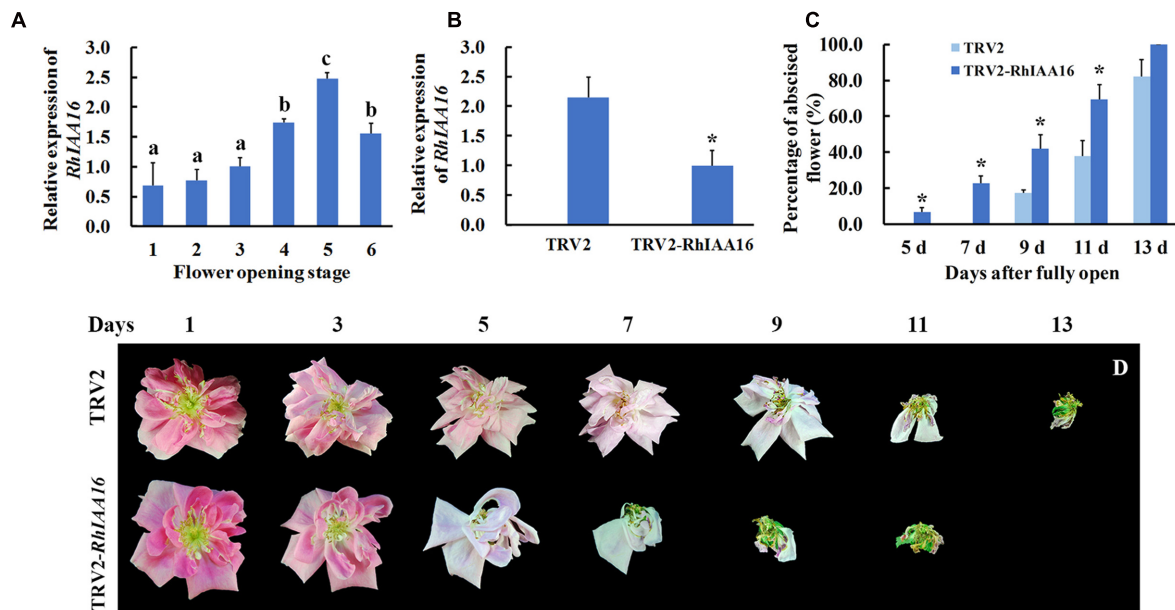 A
Relative expression of
RhIAA16
3.0
2.5
2.0
1.5
1.0
0.5
0.0
a
a
a
b
c
b
1 2 3 4 5 6
Flower opening stage
B
Relative expression
of RhIAA16
3.0
2.5
2.0
1.5
1.0
0.5
0.0
*
TRV2 TRV2-RhIAA16
C
Percentage of abscised
flower (%)
100.0
80.0
60.0
40.0
20.0
0.0
TRV2
TRV2-RhIAA16
*
*
*
*
5 d 7 d 9 d 11 d 13 d
Days after fully open
Days 1 3 5 7 9 11 13
D
TRV2
TRV2-RhIAA16